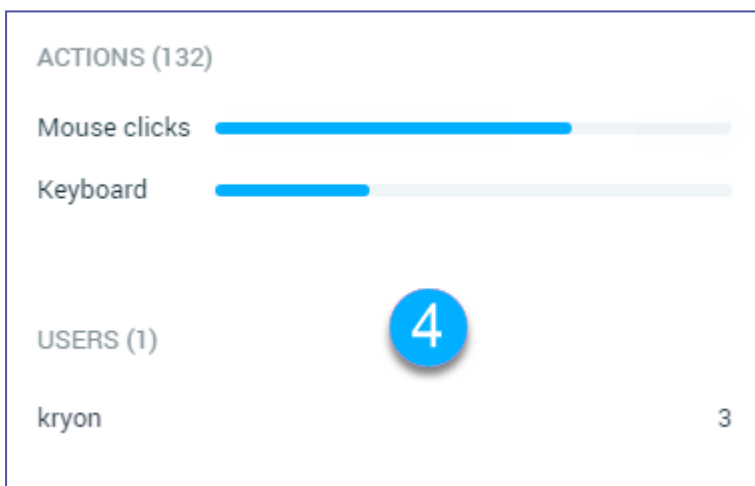 ACTIONS (132)
Mouse clicks
Keyboard
4
USERS (1)
kryon 3